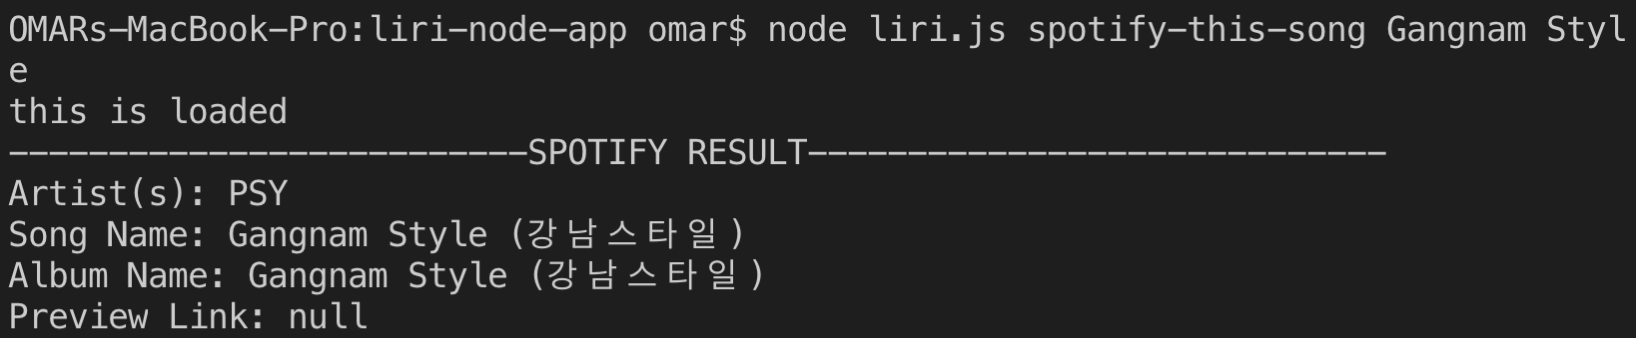 OMARs-MacBook-Pro:liri-node-app omar$ node liri.js spotify-this-song Gangnam Styl
e
this is loaded
--------------------------SPOTIFY RESULT-----------------------------
Artist(s): PSY
Song Name: Gangnam Style (강남스타일)
Album Name: Gangnam Style (강남스타일)
Preview Link: null